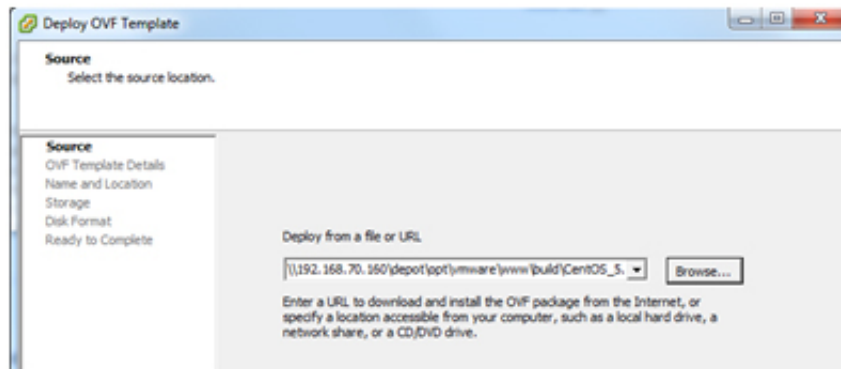 Deploy OVF Template
Source
Select the source location.
Source
OVF Template Details
Name and Location
Storage
Disk Format
Ready to Complete
Deploy from a file or URL
\\192.168.70.160\depot\ppt\vmware\www\build\CentOS_5.
Browse...
Enter a URL to download and install the OVF package from the Internet, or
specify a location accessible from your computer, such as a local hard drive, a
network share, or a CD/DVD drive.